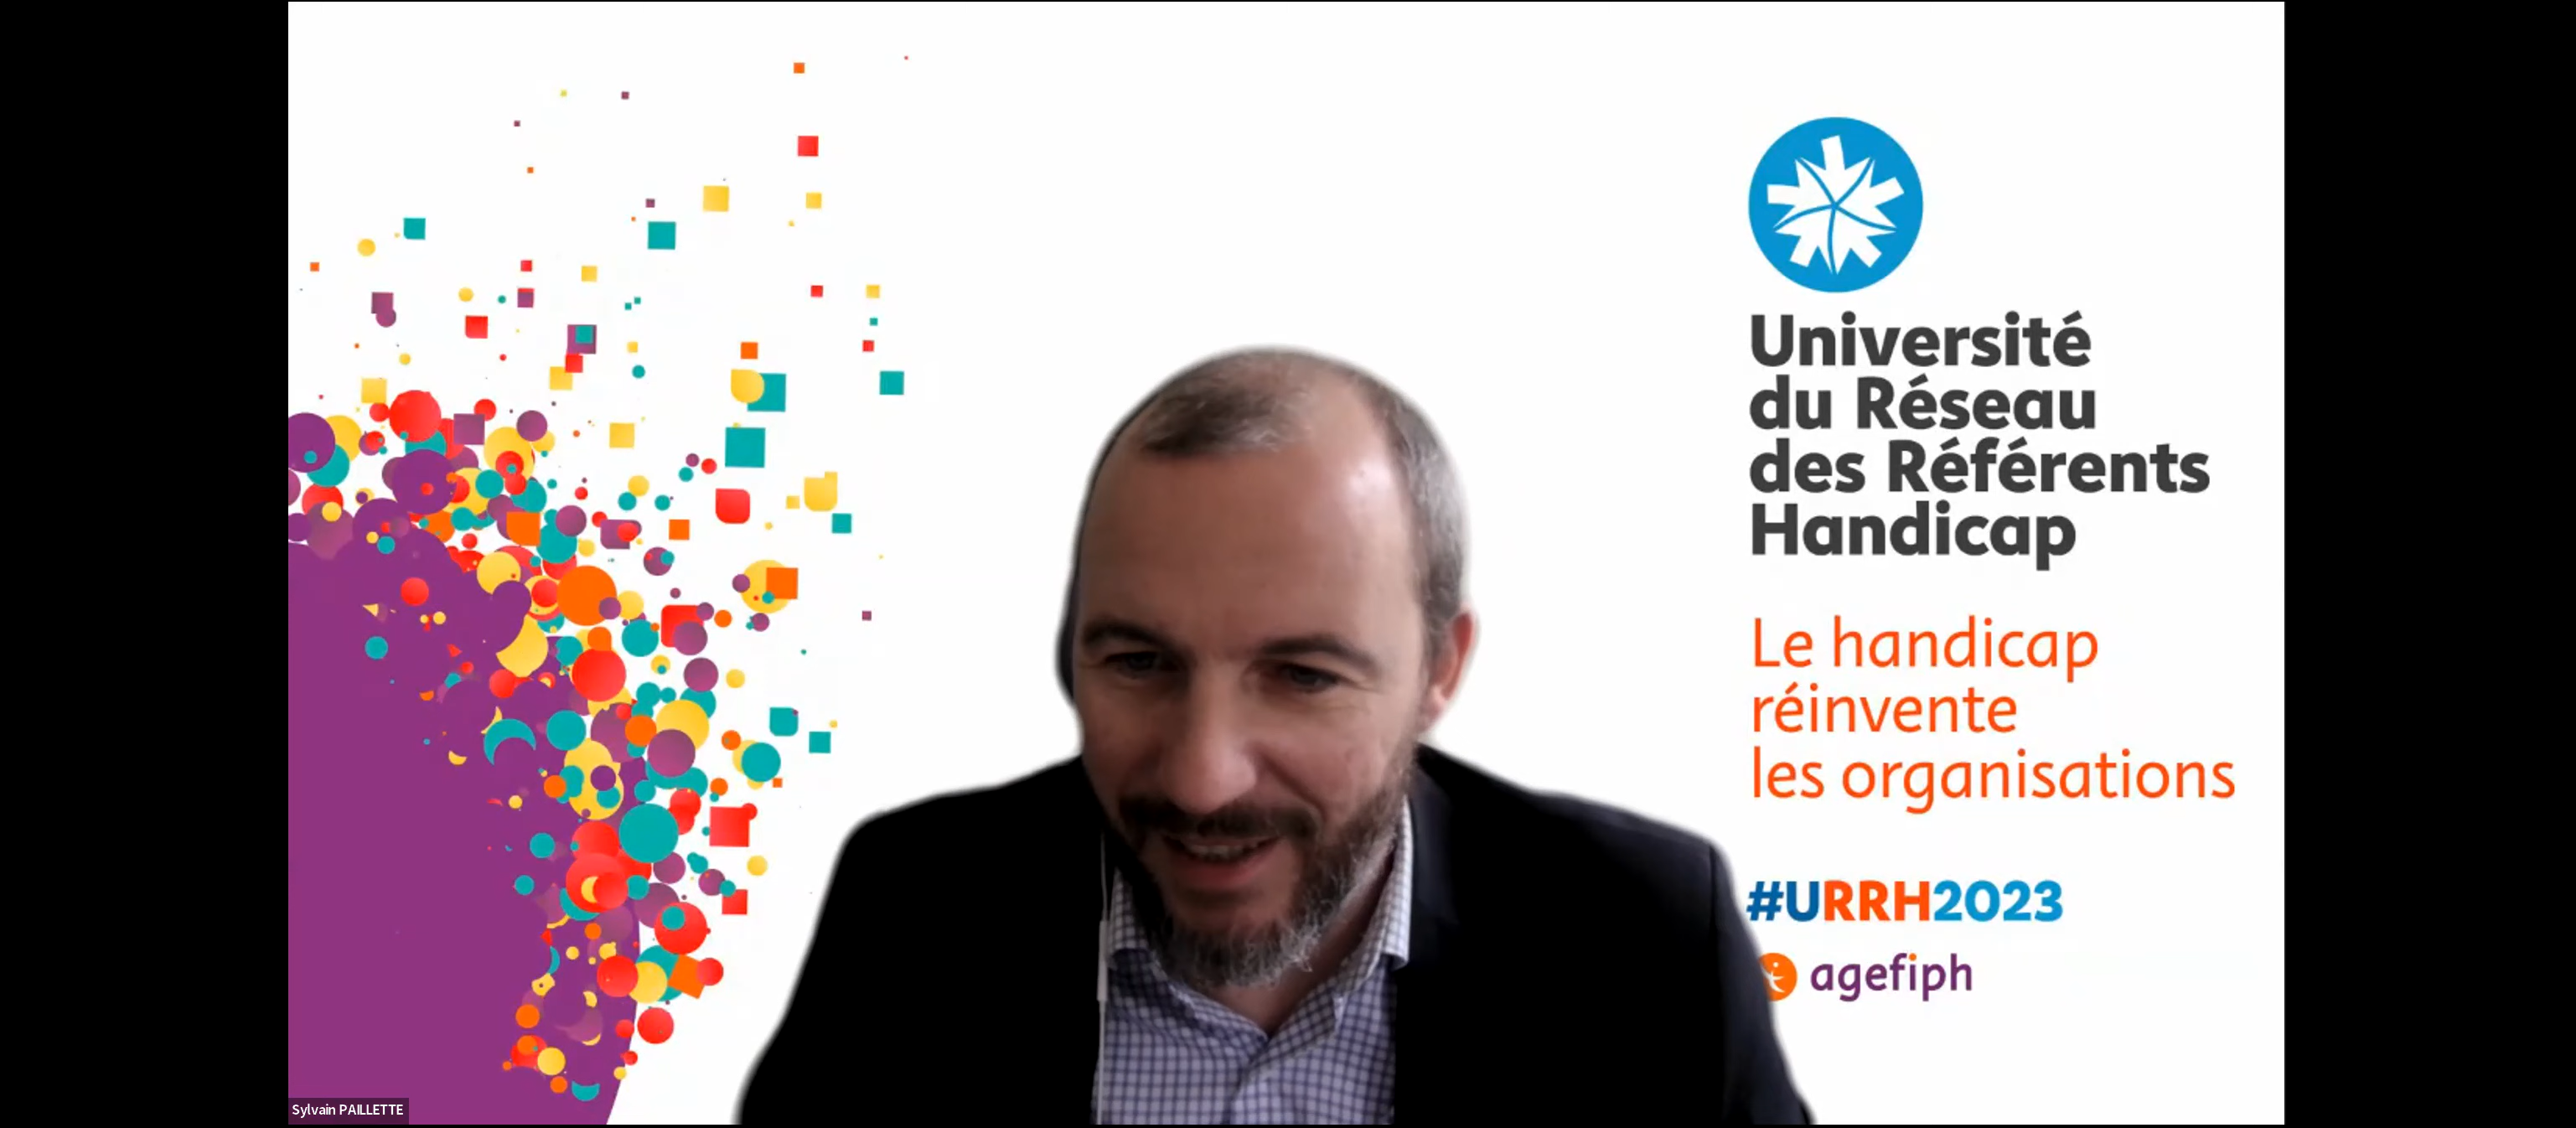 Université
du Réseau
des Référents
Handicap
Le handicap
réinvente
les organisations
#URRH2023
agefiph
Sylvain PAILLETTE